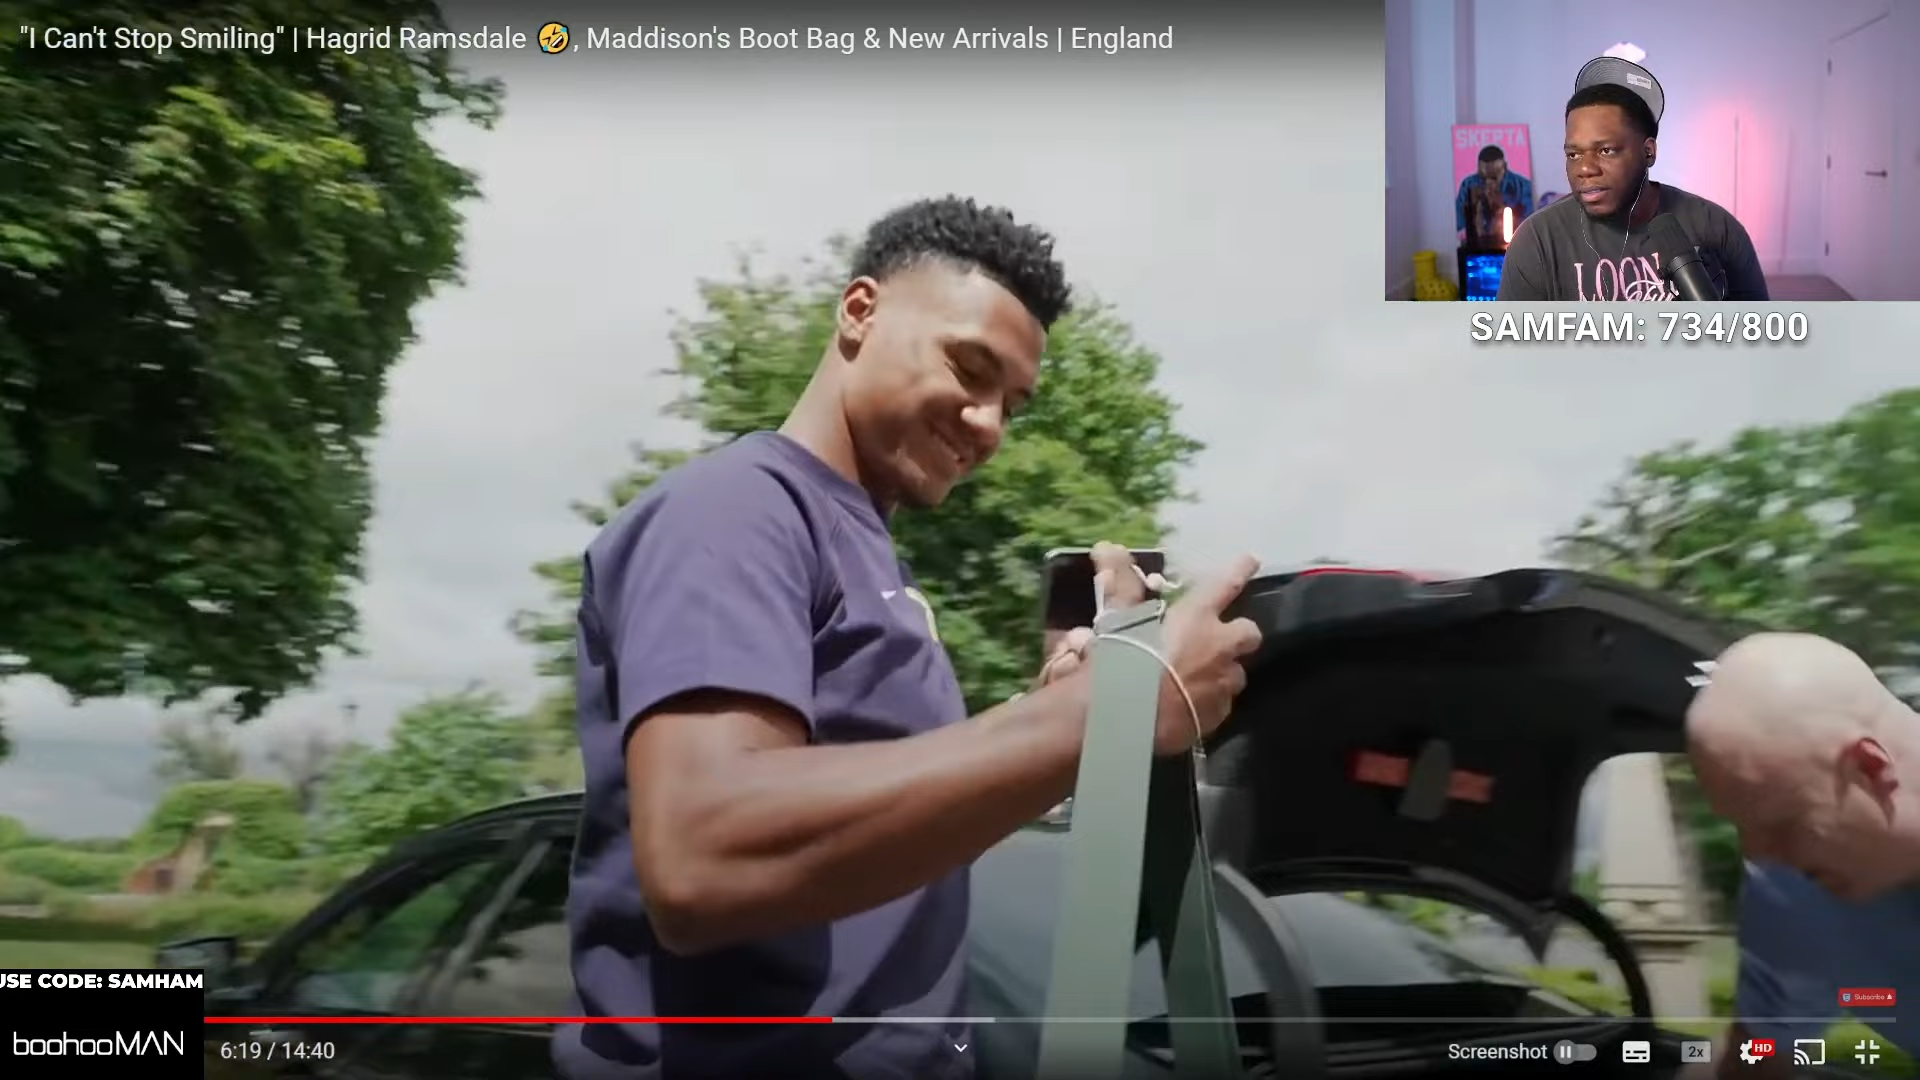 "I Can't Stop Smiling" | Hagrid Ramsdale 🤣, Maddison's Boot Bag & New Arrivals | England
SKEPTA
LOON
SAMFAM: 734/800
USE CODE: SAMHAM
boohooMAN
Subscribe
6:19 / 14:40
Screenshot
2x
HD